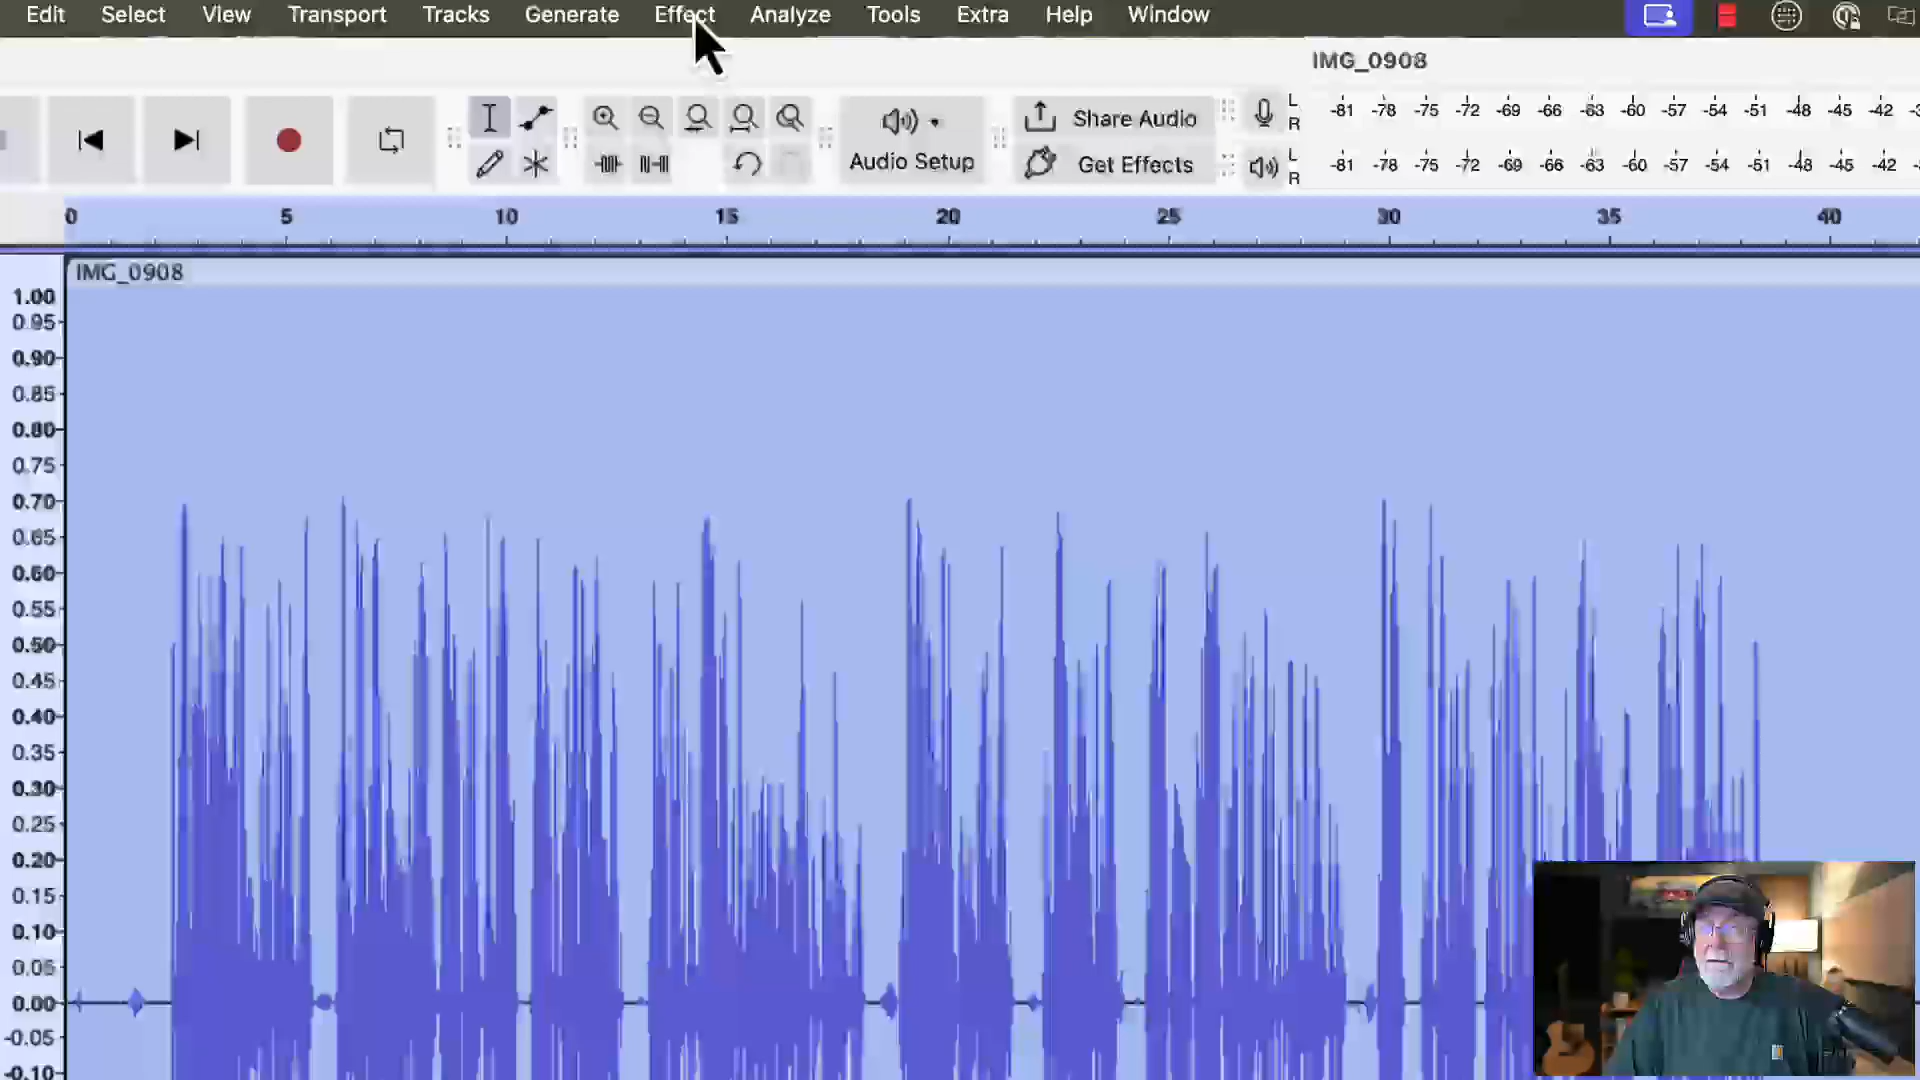 Edit Select View Transport Tracks Generate Effect Analyze Tools Extra Help Window
IMG_0908
L
R
-81 -78 -75 -72 -69 -66 -63 -60 -57 -54 -51 -48 -45 -42
Share Audio
Audio Setup
Get Effects
L
R
-81 -78 -75 -72 -69 -66 -63 -60 -57 -54 -51 -48 -45 -42
0 5 10 15 20 25 30 35 40
IMG_0908
1.00
0.95
0.90
0.85
0.80
0.75
0.70
0.65
0.60
0.55
0.50
0.45
0.40
0.35
0.30
0.25
0.20
0.15
0.10
0.05
0.00
-0.05
-0.10